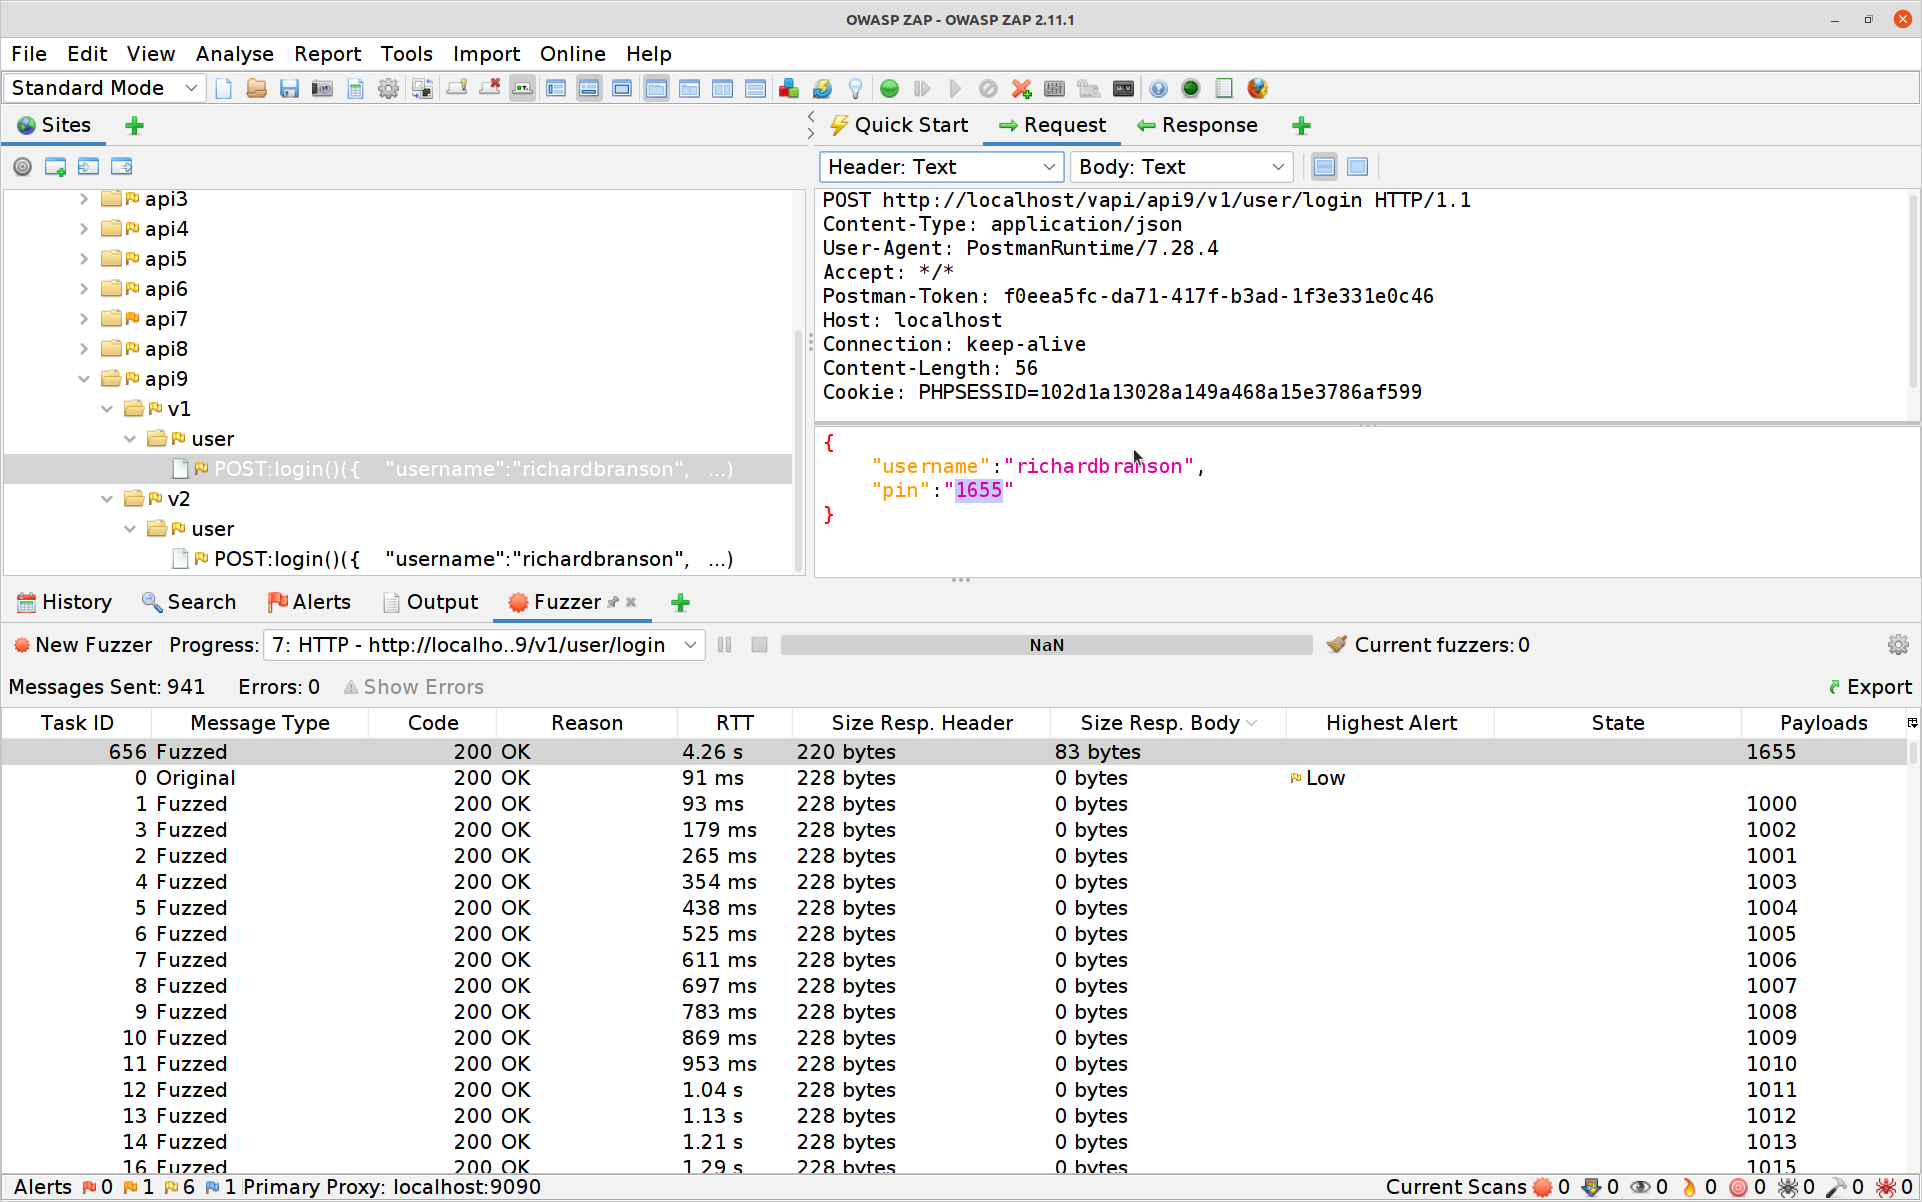 OWASP ZAP - OWASP ZAP 2.11.1
File Edit View Analyse Report Tools Import Online Help
Standard Mode
Sites
Quick Start Request Response
Header: Text Body: Text
api3
api4
api5
api6
api7
api8
api9
v1
user
POST:login()({ "username":"richardbranson", ...)
v2
user
POST:login()({ "username":"richardbranson", ...)
POST http://localhost/vapi/api9/v1/user/login HTTP/1.1
Content-Type: application/json
User-Agent: PostmanRuntime/7.28.4
Accept: */*
Postman-Token: f0eea5fc-da71-417f-b3ad-1f3e331e0c46
Host: localhost
Connection: keep-alive
Content-Length: 56
Cookie: PHPSESSID=102d1a13028a149a468a15e3786af599
{
"username":"richardbranson",
"pin":"1655"
}
History Search Alerts Output Fuzzer
New Fuzzer Progress: 7: HTTP - http://localho..9/v1/user/login NaN Current fuzzers:0
Messages Sent: 941 Errors: 0 Show Errors Export
Task ID Message Type Code Reason RTT Size Resp. Header Size Resp. Body Highest Alert State Payloads
656 Fuzzed 200 OK 4.26 s 220 bytes 83 bytes 1655
0 Original 200 OK 91 ms 228 bytes 0 bytes Low
1 Fuzzed 200 OK 93 ms 228 bytes 0 bytes 1000
3 Fuzzed 200 OK 179 ms 228 bytes 0 bytes 1002
2 Fuzzed 200 OK 265 ms 228 bytes 0 bytes 1001
4 Fuzzed 200 OK 354 ms 228 bytes 0 bytes 1003
5 Fuzzed 200 OK 438 ms 228 bytes 0 bytes 1004
6 Fuzzed 200 OK 525 ms 228 bytes 0 bytes 1005
7 Fuzzed 200 OK 611 ms 228 bytes 0 bytes 1006
8 Fuzzed 200 OK 697 ms 228 bytes 0 bytes 1007
9 Fuzzed 200 OK 783 ms 228 bytes 0 bytes 1008
10 Fuzzed 200 OK 869 ms 228 bytes 0 bytes 1009
11 Fuzzed 200 OK 953 ms 228 bytes 0 bytes 1010
12 Fuzzed 200 OK 1.04 s 228 bytes 0 bytes 1011
13 Fuzzed 200 OK 1.13 s 228 bytes 0 bytes 1012
14 Fuzzed 200 OK 1.21 s 228 bytes 0 bytes 1013
16 Fuzzed 200 OK 1.29 s 228 bytes 0 bytes 1015
Alerts 0 1 6 1 Primary Proxy: localhost:9090 Current Scans 0 0 0 0 0 0 0 0